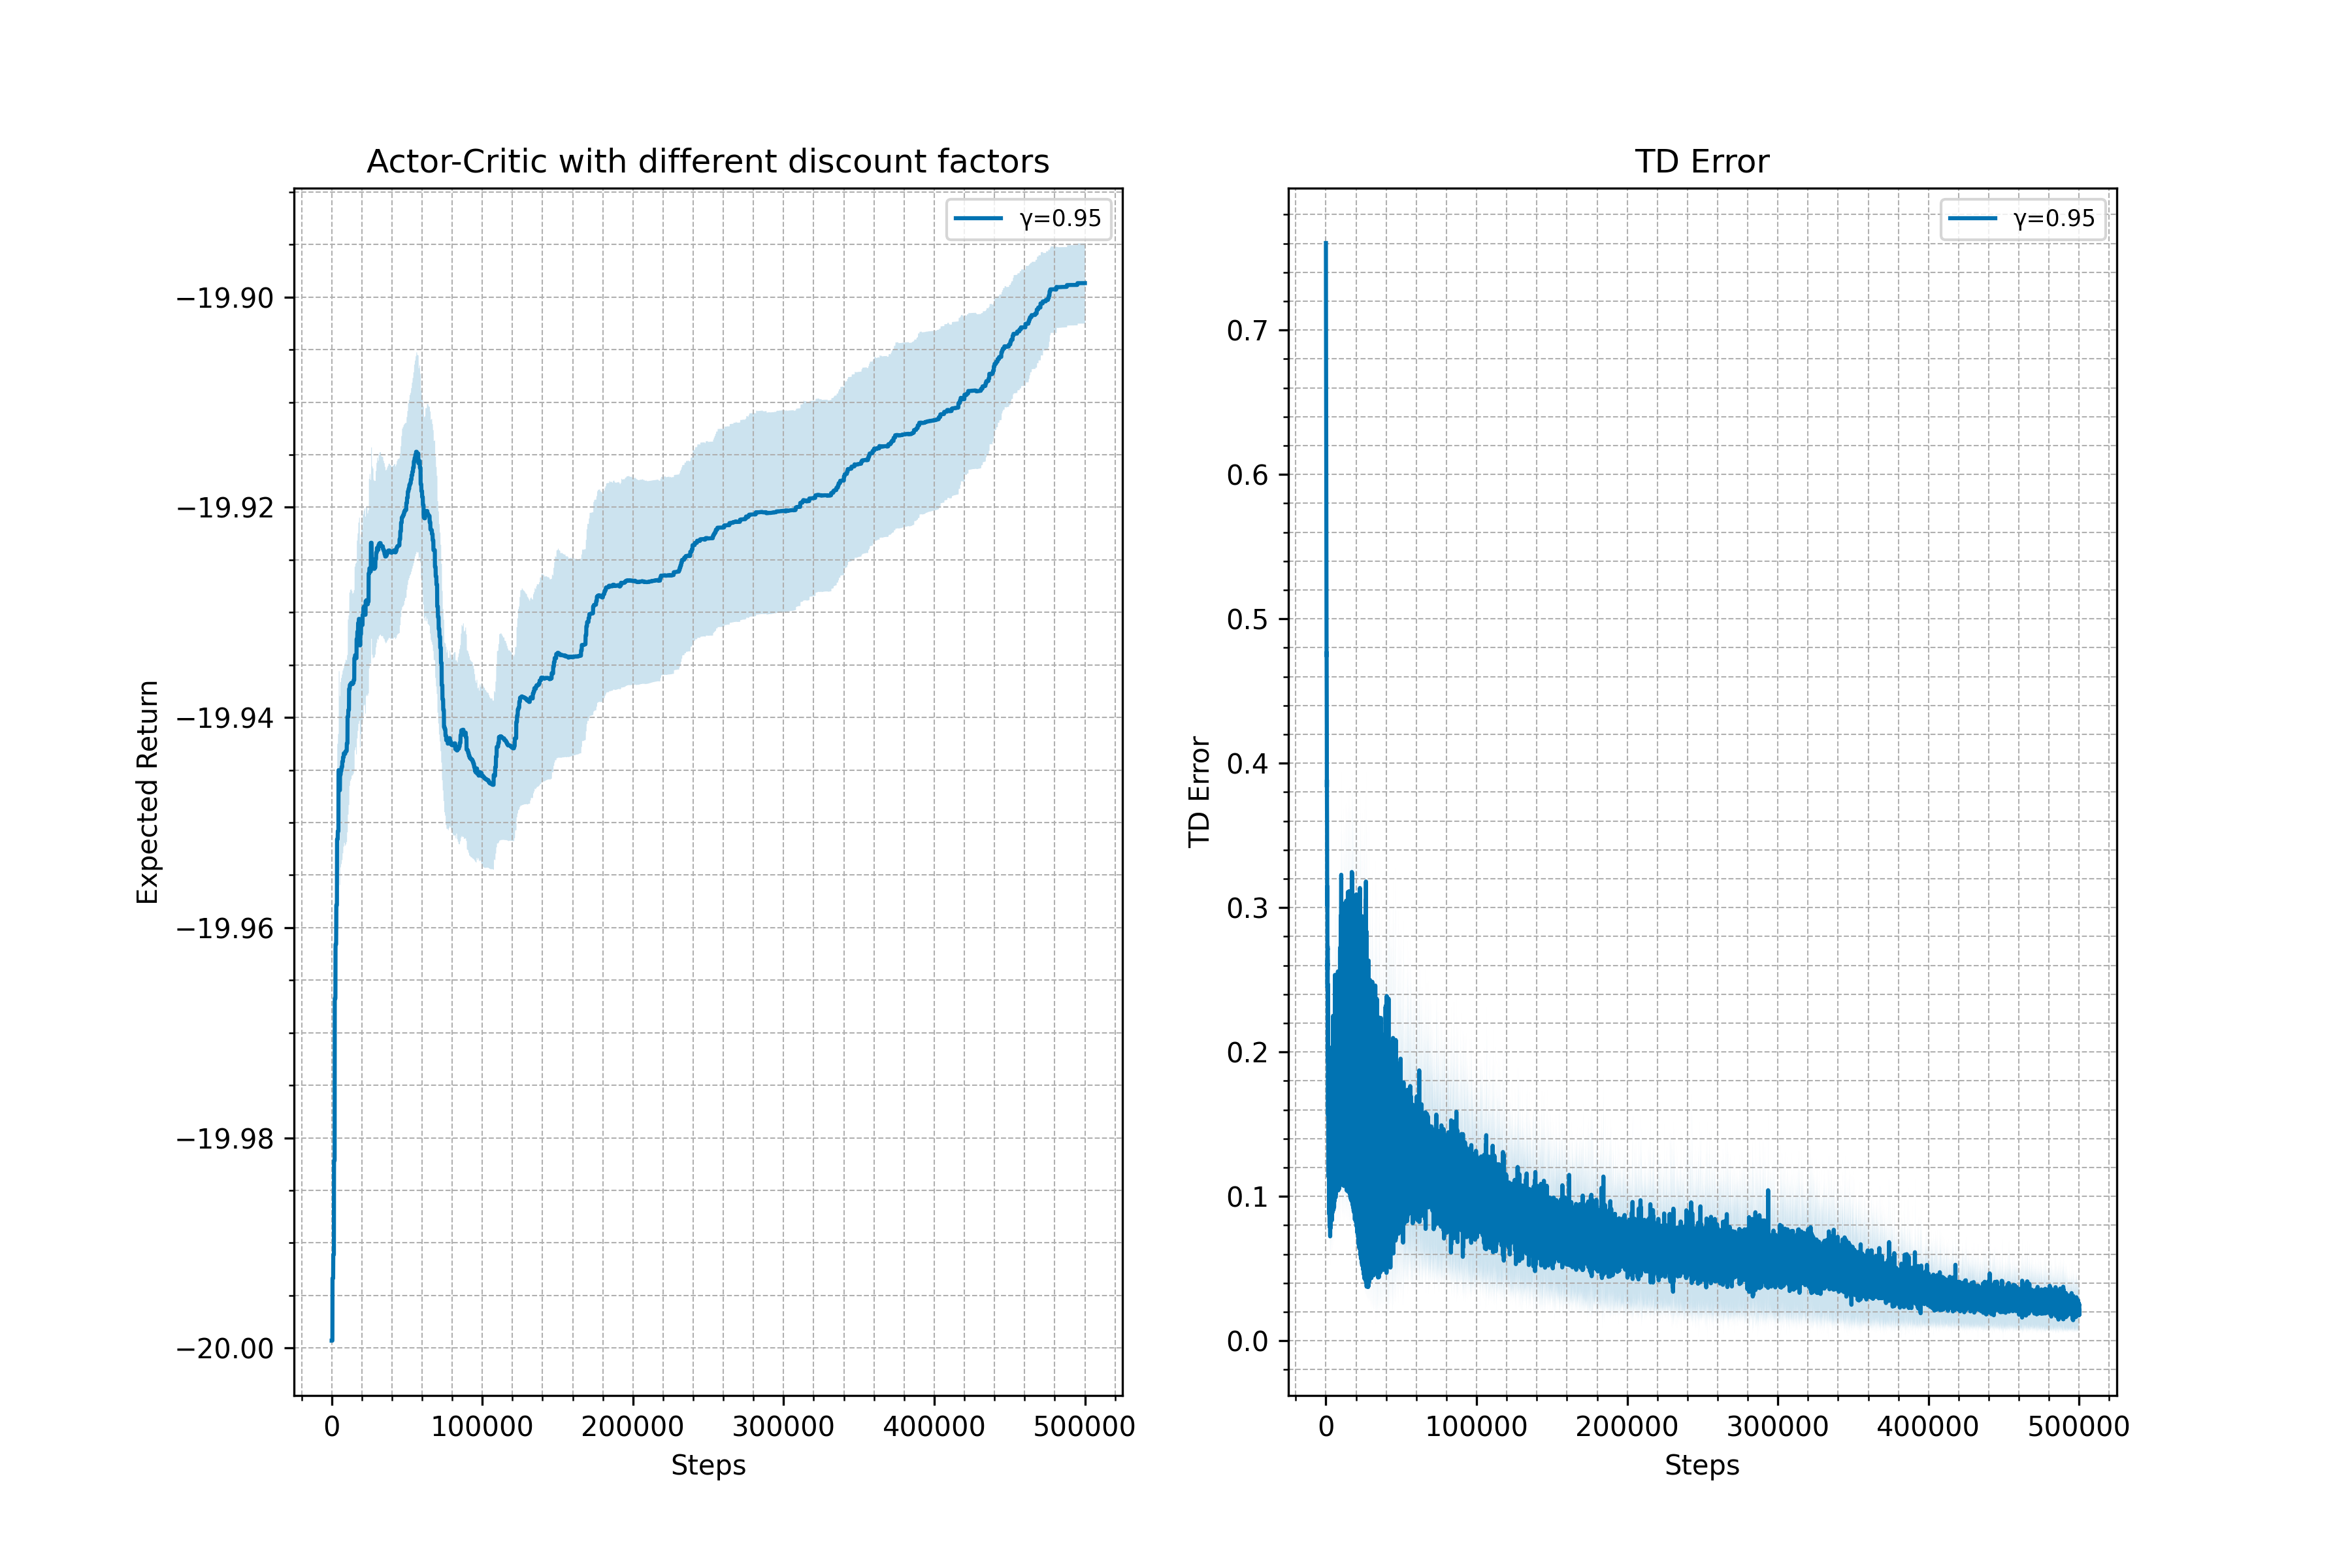 Actor-Critic with different discount factors
γ=0.95
Expected Return
−19.90
−19.92
−19.94
−19.96
−19.98
−20.00
0 100000 200000 300000 400000 500000
Steps
TD Error
γ=0.95
TD Error
0.7
0.6
0.5
0.4
0.3
0.2
0.1
0.0
0 100000 200000 300000 400000 500000
Steps